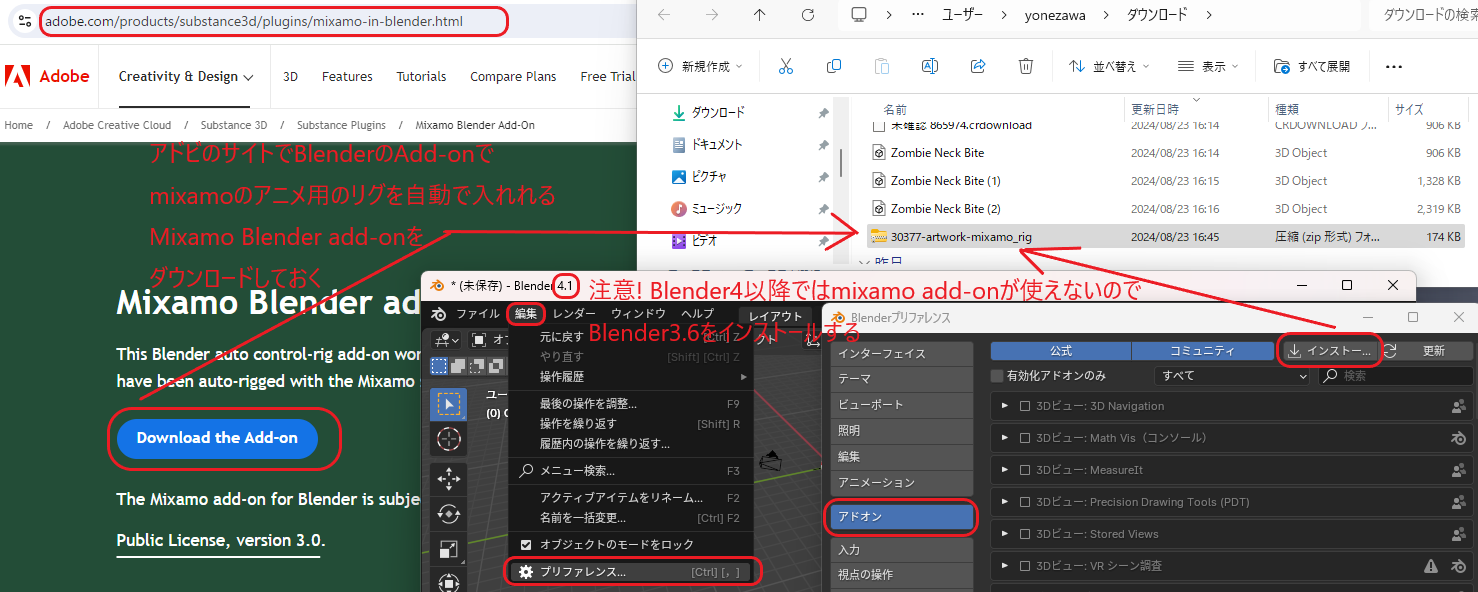 adobe.com/products/substance3d/plugins/mixamo-in-blender.html
Adobe
Creativity & Design
3D
Features
Tutorials
Compare Plans
Free Trial
Home / Adobe Creative Cloud / Substance 3D / Substance Plugins / Mixamo Blender Add-On
アドビのサイトでBlenderのAdd-onで
mixamoのアニメ用のリグを自動で入れれる
Mixamo Blender add-onを
ダウンロードしておく
Mixamo Blender ad
This Blender auto control-rig add-on wor
have been auto-rigged with the Mixamo
Download the Add-on
The Mixamo add-on for Blender is subje
Public License, version 3.0.
… ユーザー > yonezawa > ダウンロード >
ダウンロードの検索
新規作成
並べ替え
表示
すべて展開
…
ダウンロード
ドキュメント
ピクチャ
ミュージック
ビデオ
名前 更新日時 種類 サイズ
未確認 865974.crdownload 2024/08/23 16:14 CRDOWNLOAD フ... 906 KB
Zombie Neck Bite 2024/08/23 16:14 3D Object 906 KB
Zombie Neck Bite (1) 2024/08/23 16:15 3D Object 1,328 KB
Zombie Neck Bite (2) 2024/08/23 16:16 3D Object 2,319 KB
30377-artwork-mixamo_rig 2024/08/23 16:45 圧縮 (zip 形式) フォ... 174 KB
昨日
* (未保存) - Blender 4.1
注意! Blender4以降ではmixamo add-onが使えないので
Blender3.6をインストールする
ファイル
編集
レンダー
ウィンドウ
ヘルプ
レイアウト
オ
ユー
(0) C
元に戻す [Ctrl] Z
やり直す [Shift] [Ctrl] Z
操作履歴
最後の操作を調整... F9
操作を繰り返す [Shift] R
履歴内の操作を繰り返す...
メニュー検索... F3
アクティブアイテムをリネーム... F2
名前を一括変更... [Ctrl] F2
オブジェクトのモードをロック
プリファレンス... [Ctrl] [, ]
Blenderプリファレンス
インターフェイス
テーマ
ビューポート
照明
編集
アニメーション
アドオン
入力
視点の操作
公式
コミュニティ
インストー...
更新
有効化アドオンのみ
すべて
検索
3Dビュー: 3D Navigation
3Dビュー: Math Vis（コンソール）
3Dビュー: MeasureIt
3Dビュー: Precision Drawing Tools (PDT)
3Dビュー: Stored Views
3Dビュー: VR シーン調査